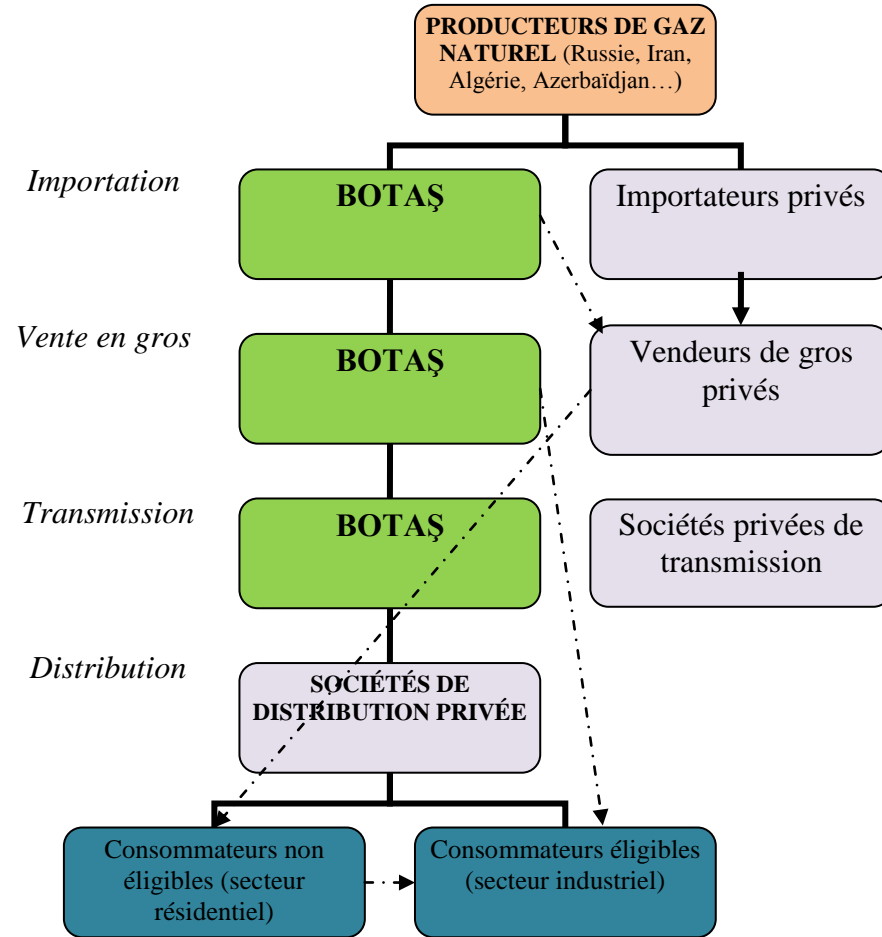 PRODUCTEURS DE GAZ
NATUREL (Russie, Iran,
Algérie, Azerbaïdjan…)
Importation
BOTAŞ
Importateurs privés
Vente en gros
BOTAŞ
Vendeurs de gros
privés
Transmission
BOTAŞ
Sociétés privées de
transmission
Distribution
SOCIÉTÉS DE
DISTRIBUTION PRIVÉE
Consommateurs non
éligibles (secteur
résidentiel)
Consommateurs éligibles
(secteur industriel)